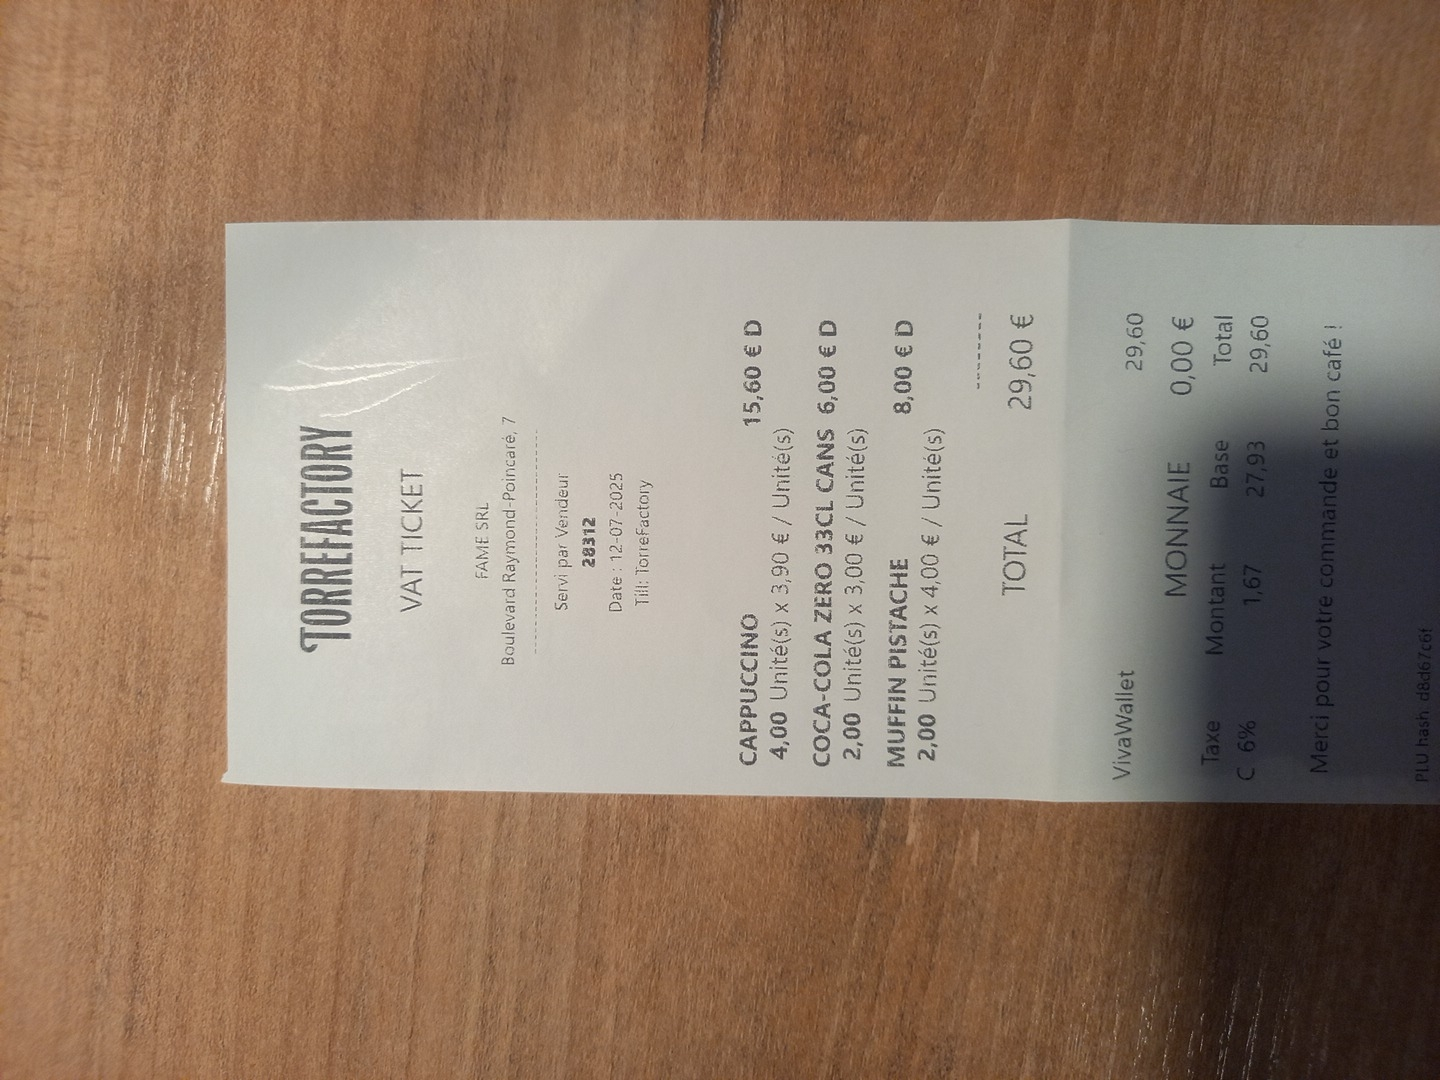 TORREFACTORY
VAT TICKET
FAME SRL
Boulevard Raymond-Poincaré, 7
Servi par Vendeur
28312
Date : 12-07-2025
Till: TorreFactory
CAPPUCCINO 15,60 € D
4,00 Unité(s) x 3,90 € / Unité(s)
COCA-COLA ZERO 33CL CANS 6,00 € D
2,00 Unité(s) x 3,00 € / Unité(s)
MUFFIN PISTACHE 8,00 € D
2,00 Unité(s) x 4,00 € / Unité(s)
--------
TOTAL 29,60 €
VivaWallet 29,60
MONNAIE 0,00 €
Taxe Montant Base Total
C 6% 1,67 27,93 29,60
Merci pour votre commande et bon café !
PLU hash d8d67c6f